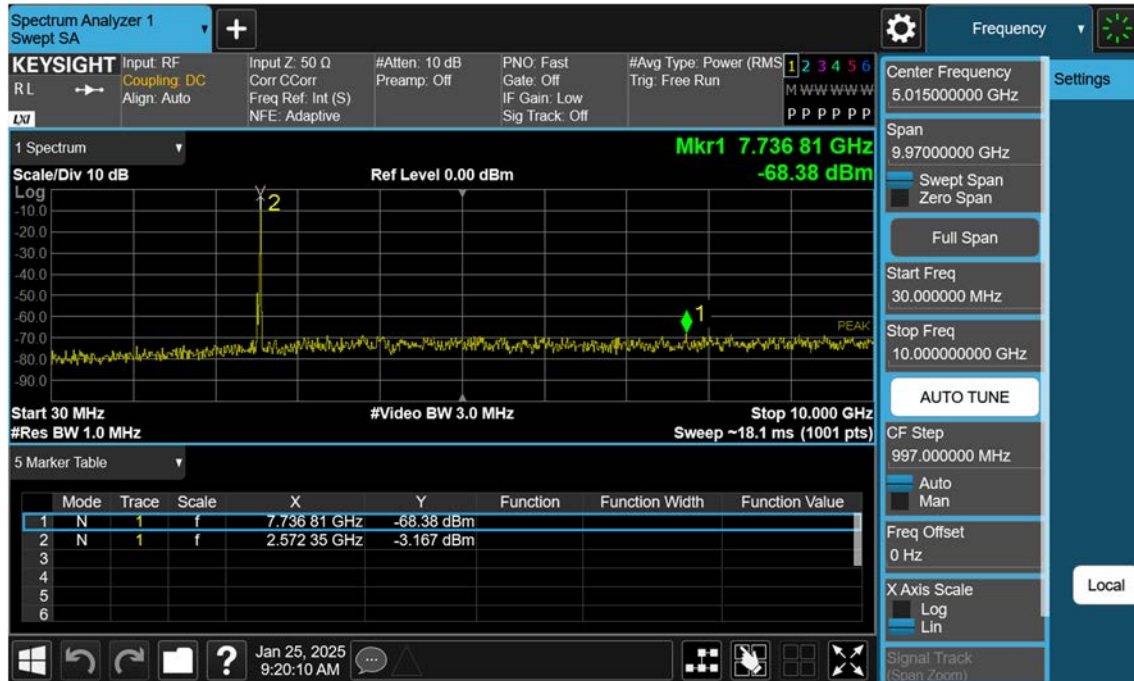 Spectrum Analyzer 1
Swept SA
Frequency
KEYSIGHT
R L
LXI
Input: RF
Coupling: DC
Align: Auto
Input Z: 50 Ω
Corr CCorr
Freq Ref: Int (S)
NFE: Adaptive
#Atten: 10 dB
Preamp: Off
PNO: Fast
Gate: Off
IF Gain: Low
Sig Track: Off
#Avg Type: Power (RMS
Trig: Free Run
1 2 3 4 5 6
M W W W W W
P P P P P P
1 Spectrum
Scale/Div 10 dB
Ref Level 0.00 dBm
Mkr1 7.736 81 GHz
-68.38 dBm
Log
-10.0
-20.0
-30.0
-40.0
-50.0
-60.0
-70.0
-80.0
-90.0
2
1
PEAK
Start 30 MHz
#Video BW 3.0 MHz
Stop 10.000 GHz
#Res BW 1.0 MHz
Sweep ~18.1 ms (1001 pts)
5 Marker Table
Mode Trace Scale X Y Function Function Width Function Value
1 N 1 f 7.736 81 GHz -68.38 dBm
2 N 1 f 2.572 35 GHz -3.167 dBm
3
4
5
6
Jan 25, 2025
9:20:10 AM
Center Frequency
5.015000000 GHz
Span
9.97000000 GHz
Swept Span
Zero Span
Full Span
Start Freq
30.000000 MHz
Stop Freq
10.000000000 GHz
AUTO TUNE
CF Step
997.000000 MHz
Auto
Man
Freq Offset
0 Hz
X Axis Scale
Log
Lin
Signal Track
(Span Zoom)
Settings
Local